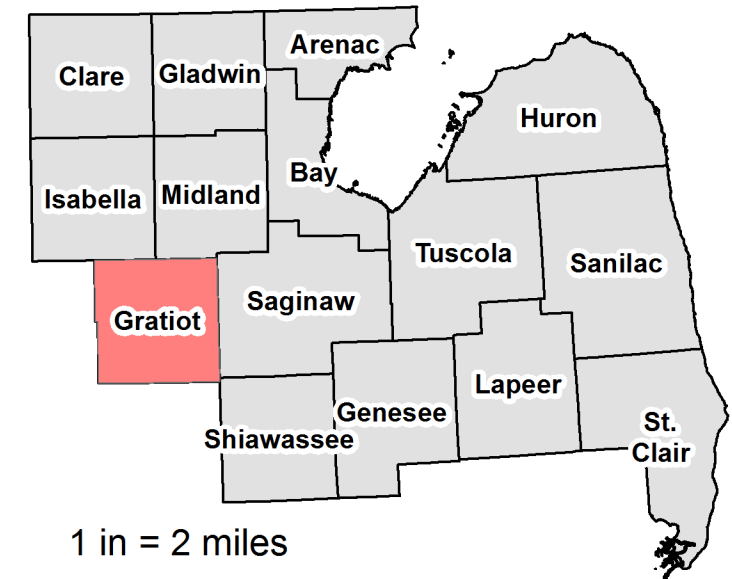 Arenac
Clare
Gladwin
Huron
Bay
Isabella
Midland
Tuscola
Sanilac
Saginaw
Gratiot
Lapeer
Genesee
St.
Clair
Shiawassee
1 in = 2 miles